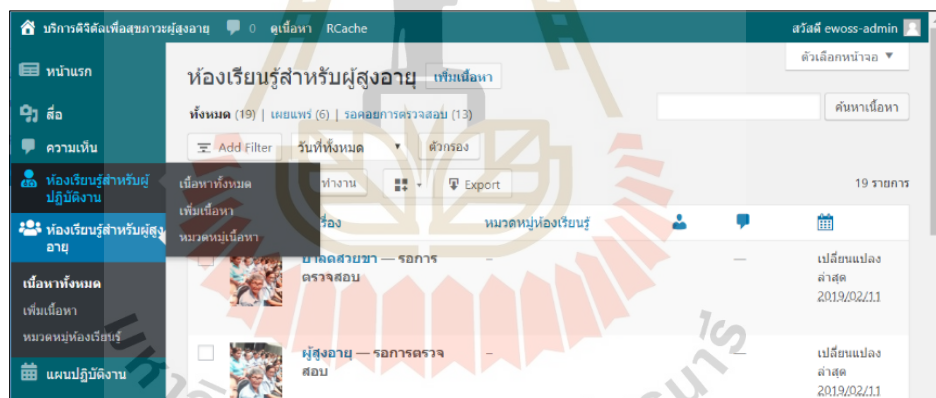 บริการดิจิตัลเพื่อสุขภาวะผู้สูงอายุ 0 ดูเนื้อหา RCache สวัสดี ewoss-admin
ตัวเลือกหน้าจอ ▼
หน้าแรก
ห้องเรียนรู้สำหรับผู้สูงอายุ เพิ่มเนื้อหา
สื่อ
ทั้งหมด (19) | เผยแพร่ (6) | รอคอยการตรวจสอบ (13)
ค้นหาเนื้อหา
ความเห็น
Add Filter วันที่ทั้งหมด ตัวกรอง
ห้องเรียนรู้สำหรับผู้
ปฏิบัติงาน
เนื้อหาทั้งหมด
เพิ่มเนื้อหา
หมวดหมู่เนื้อหา
ทำงาน Export 19 รายการ
ห้องเรียนรู้สำหรับผู้สูง
อายุ
เรื่อง หมวดหมู่ห้องเรียนรู้
เนื้อหาทั้งหมด
เพิ่มเนื้อหา
หมวดหมู่ห้องเรียนรู้
แผนปฏิบัติงาน
— รอการ – — เปลี่ยนแปลง
ตรวจสอบ ล่าสุด
2019/02/11
ผู้สูงอายุ — รอการตรวจ – — เปลี่ยนแปลง
สอบ ล่าสุด
2019/02/11